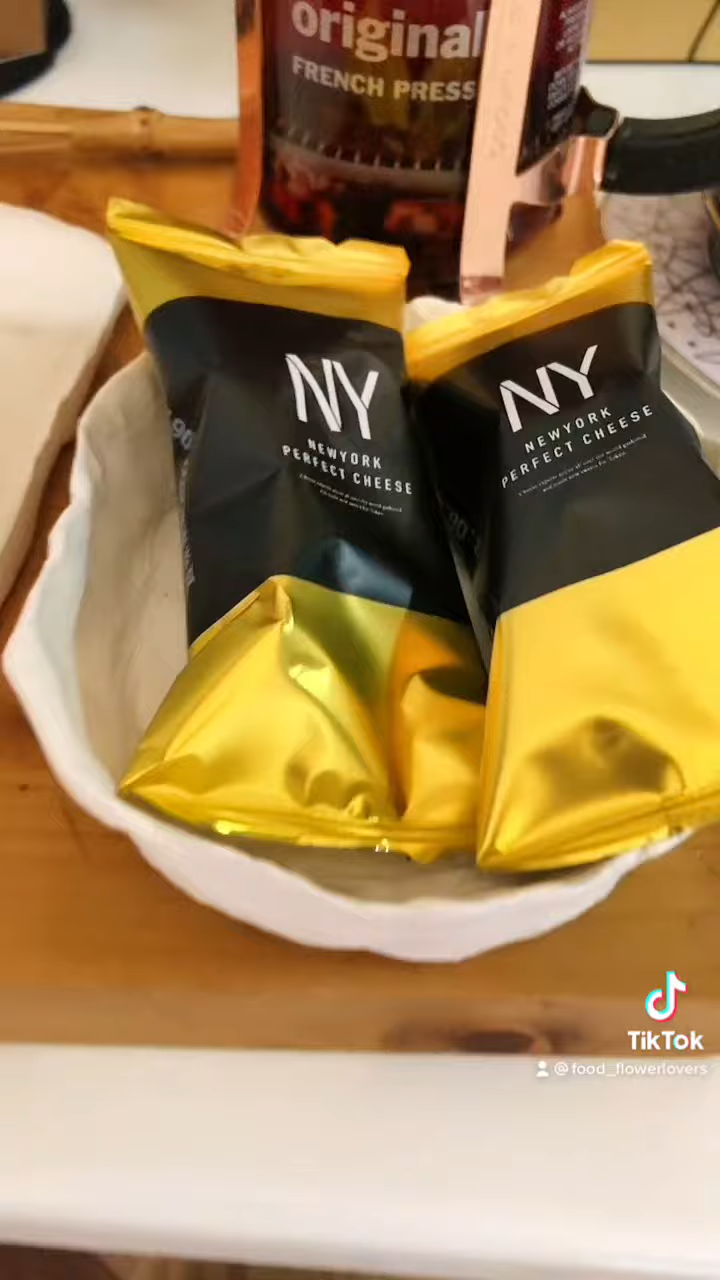 original
FRENCH PRESS
NY
NEWYORK
PERFECT CHEESE
NY
NEWYORK
PERFECT CHEESE
TikTok
@food_flowerlovers